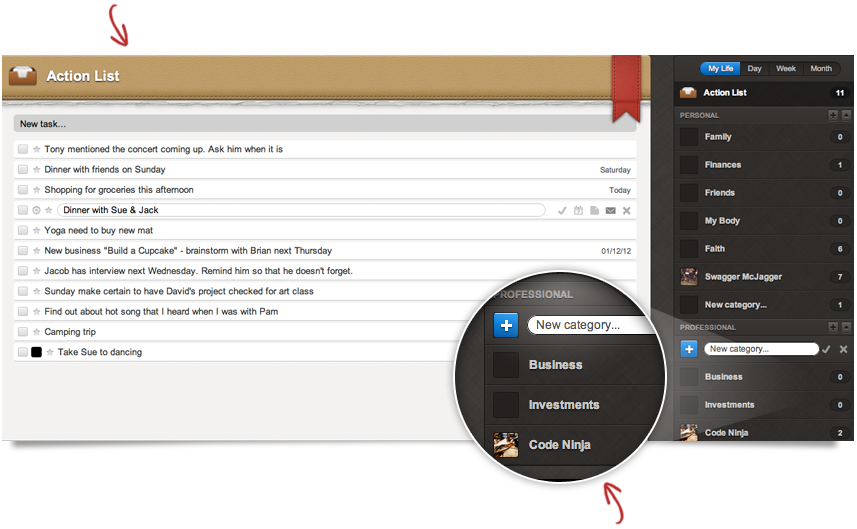 Action List
New task...
Tony mentioned the concert coming up. Ask him when it is
Dinner with friends on Sunday Saturday
Shopping for groceries this afternoon Today
Dinner with Sue & Jack
Yoga need to buy new mat
New business "Build a Cupcake" - brainstorm with Brian next Thursday 01/12/12
Jacob has interview next Wednesday. Remind him so that he doesn't forget.
Sunday make certain to have David's project checked for art class
Find out about hot song that I heard when I was with Pam
Camping trip
Take Sue to dancing
My Life Day Week Month
Action List 11
PERSONAL
Family 0
Finances 1
Friends 0
My Body 0
Faith 6
Swagger McJagger 7
New category... 1
PROFESSIONAL
New category...
Business 0
Investments 0
Code Ninja 2
PROFESSIONAL
New category...
Business
Investments
Code Ninja